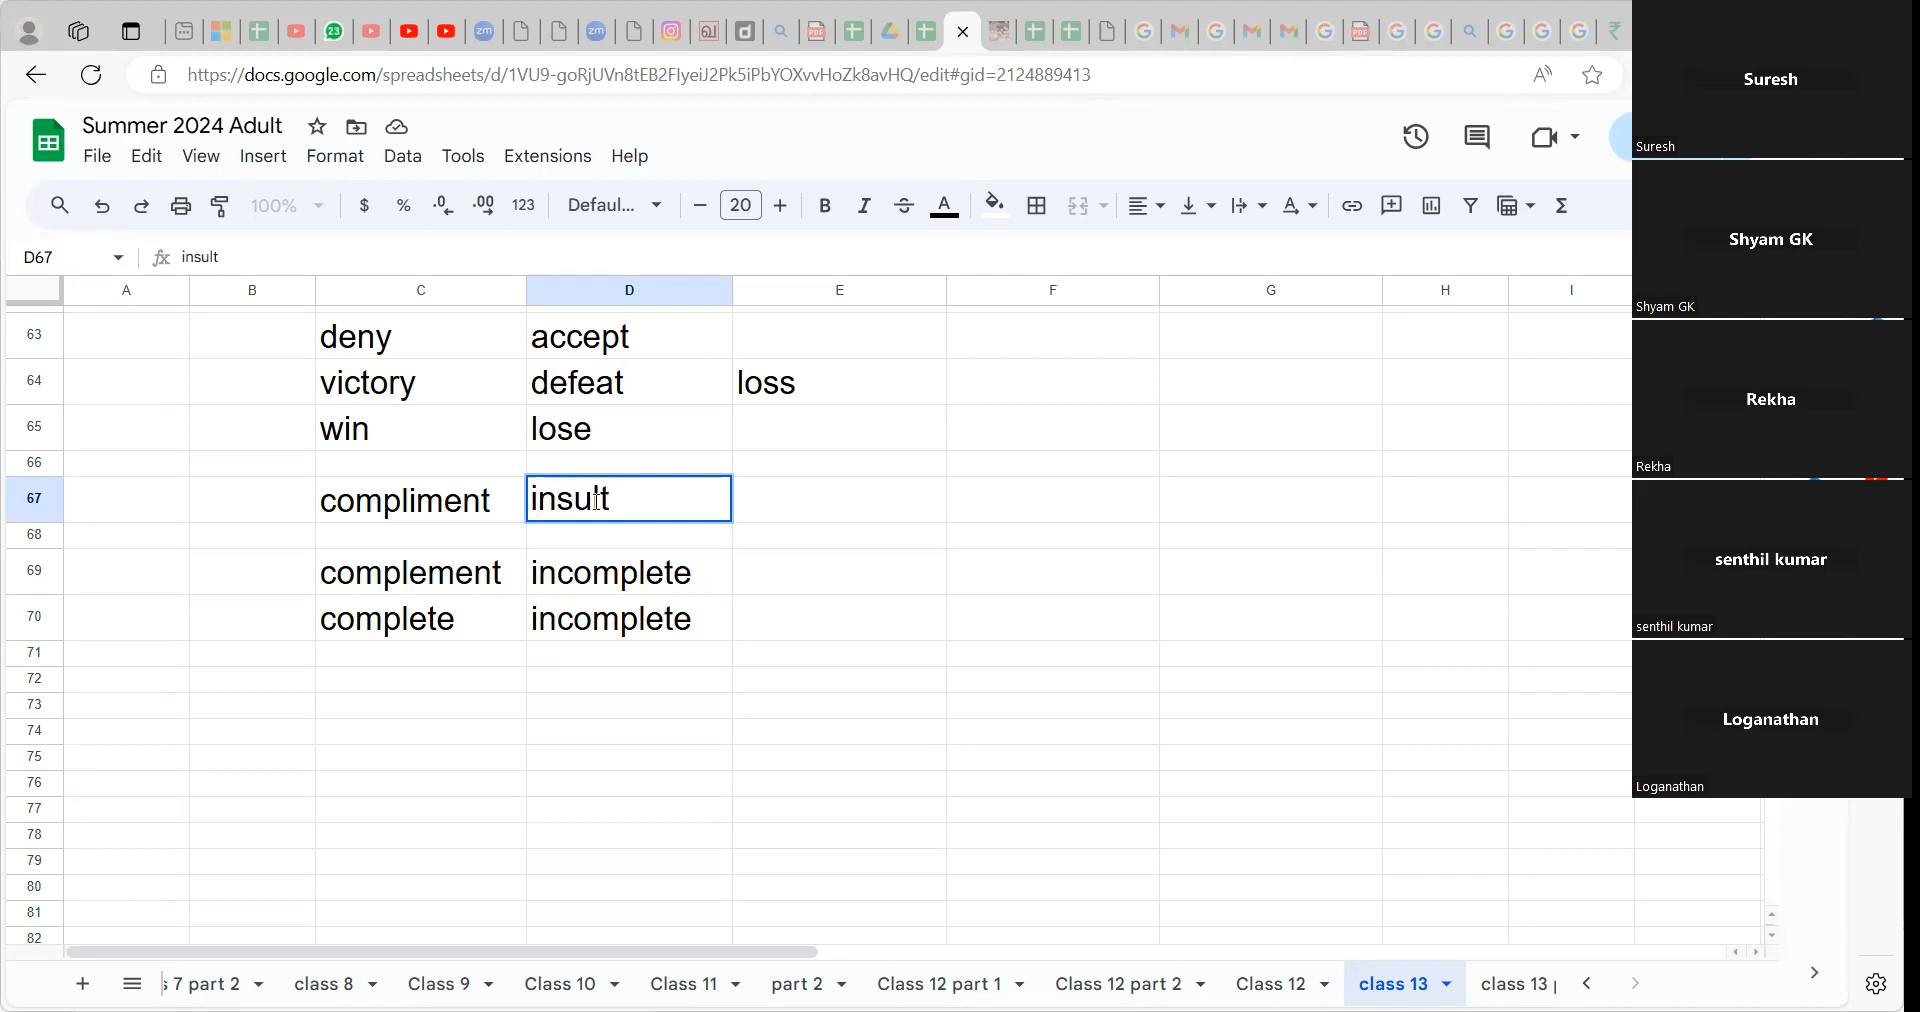 23
https://docs.google.com/spreadsheets/d/1VU9-goRjUVn8tEB2FIyeiJ2Pk5iPbYOXvvHoZk8avHQ/edit#gid=2124889413
Summer 2024 Adult
File Edit View Insert Format Data Tools Extensions Help
100% $ % .0 .00 123 Defaul... 20 B I A
D67 fx insult
A B C D E F G H I
63 deny accept
64 victory defeat loss
65 win lose
66
67 compliment insult
68
69 complement incomplete
70 complete incomplete
71
72
73
74
75
76
77
78
79
80
81
82
7 part 2 class 8 Class 9 Class 10 Class 11 part 2 Class 12 part 1 Class 12 part 2 Class 12 class 13 class 13
Suresh
Suresh
Shyam GK
Shyam GK
Rekha
Rekha
senthil kumar
senthil kumar
Loganathan
Loganathan